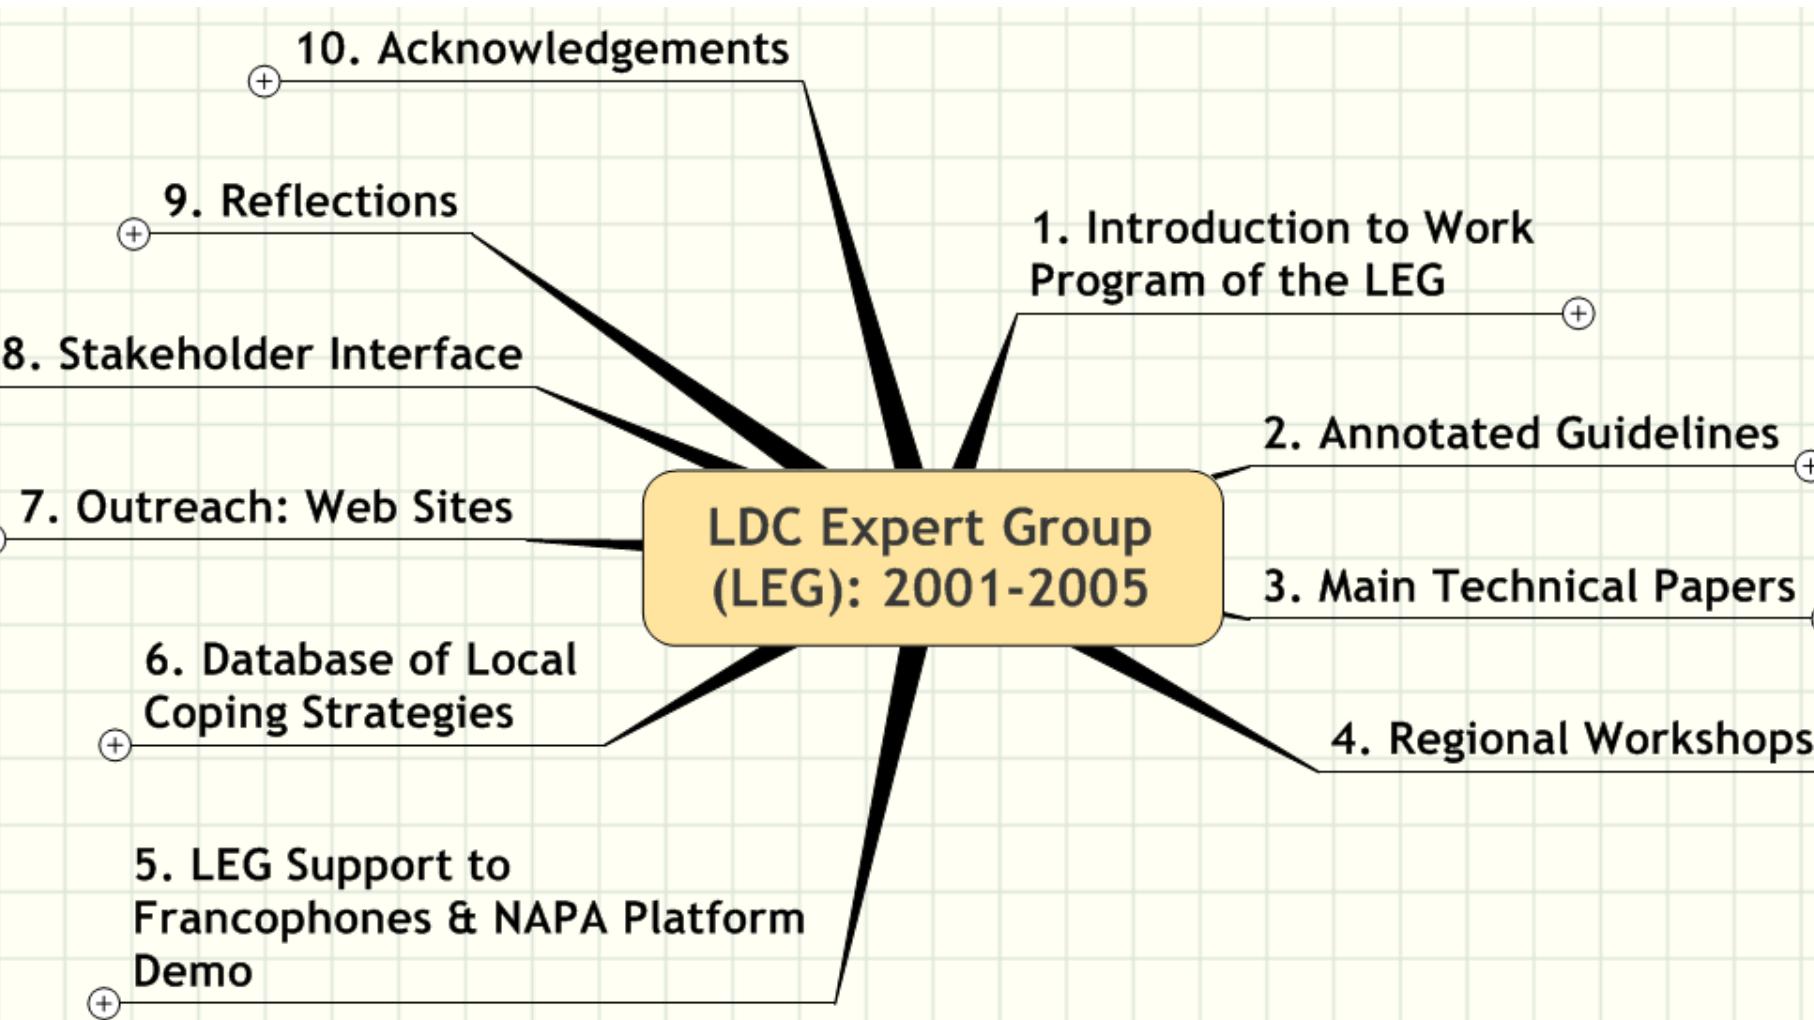 LDC Expert Group
(LEG): 2001-2005
1. Introduction to Work
Program of the LEG
2. Annotated Guidelines
3. Main Technical Papers
4. Regional Workshops
5. LEG Support to
Francophones & NAPA Platform
Demo
6. Database of Local
Coping Strategies
7. Outreach: Web Sites
8. Stakeholder Interface
9. Reflections
10. Acknowledgements